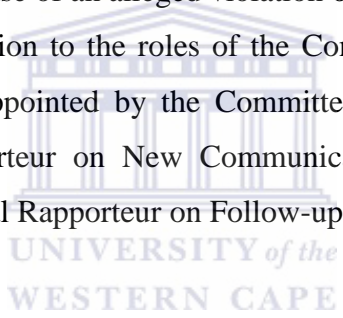 se of an alleged violation o
ion to the roles of the Con
ppointed by the Committe
rteur on New Communic
l Rapporteur on Follow-up
UNIVERSITY of the
WESTERN CAPE